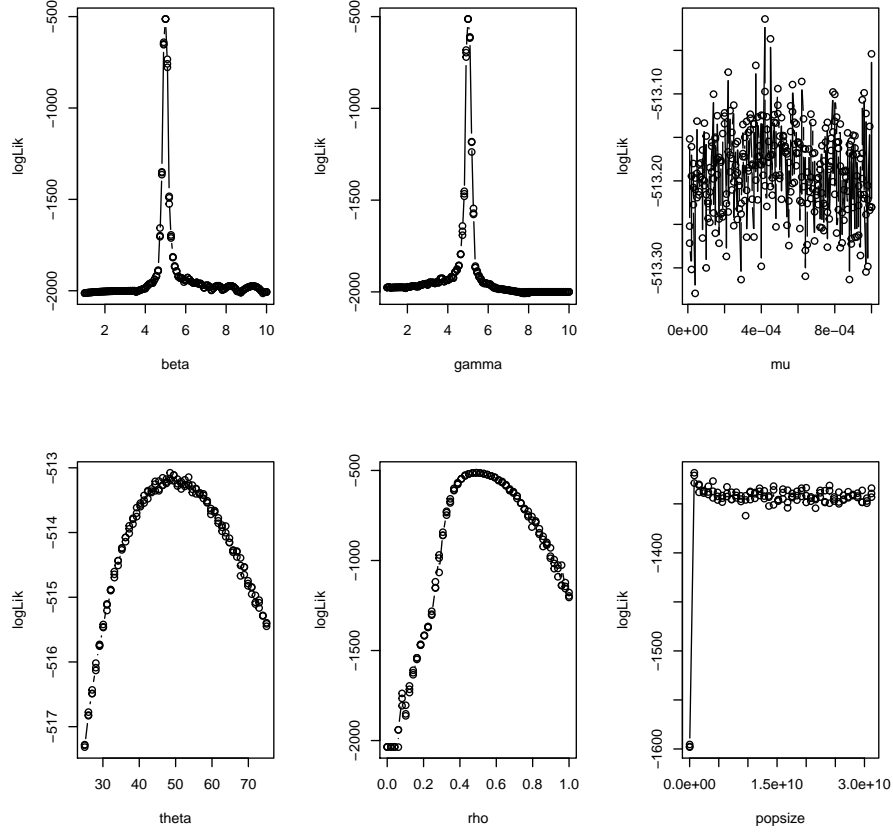 logLik
-500
-1000
-1500
-2000
2 4 6 8 10
beta
logLik
-500
-1000
-1500
-2000
2 4 6 8 10
gamma
logLik
-513.10
-513.20
-513.30
0e+00 4e-04 8e-04
mu
logLik
-513
-514
-515
-516
-517
30 40 50 60 70
theta
logLik
-500
-1000
-1500
-2000
0.0 0.2 0.4 0.6 0.8 1.0
rho
logLik
-1400
-1500
-1600
0.0e+00 1.5e+10 3.0e+10
popsize